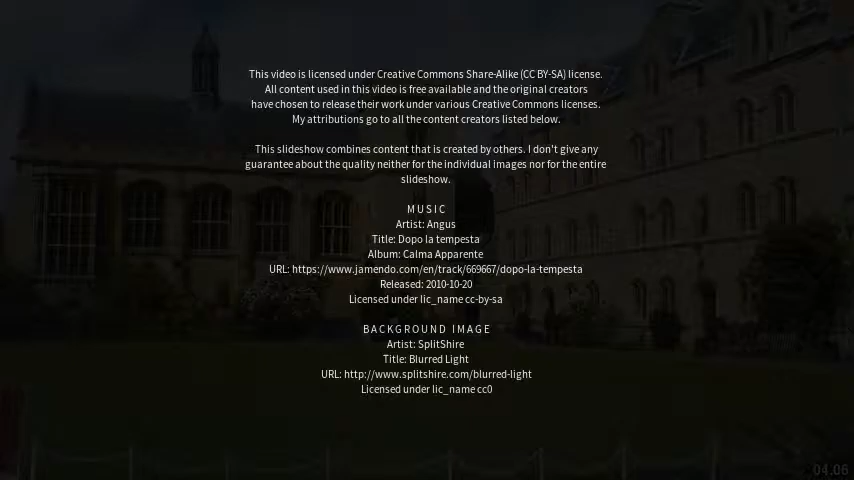 This video is licensed under Creative Commons Share-Alike (CC BY-SA) license.
All content used in this video is free available and the original creators
have chosen to release their work under various Creative Commons licenses.
My attributions go to all the content creators listed below.
This slideshow combines content that is created by others. I don't give any
guarantee about the quality neither for the individual images nor for the entire
slideshow.
MUSIC
Artist: Angus
Title: Dopo la tempesta
Album: Calma Apparente
URL: https://www.jamendo.com/en/track/669667/dopo-la-tempesta
Released: 2010-10-20
Licensed under lic_name cc-by-sa
BACKGROUND IMAGE
Artist: SplitShire
Title: Blurred Light
URL: http://www.splitshire.com/blurred-light
Licensed under lic_name cc0
04.06